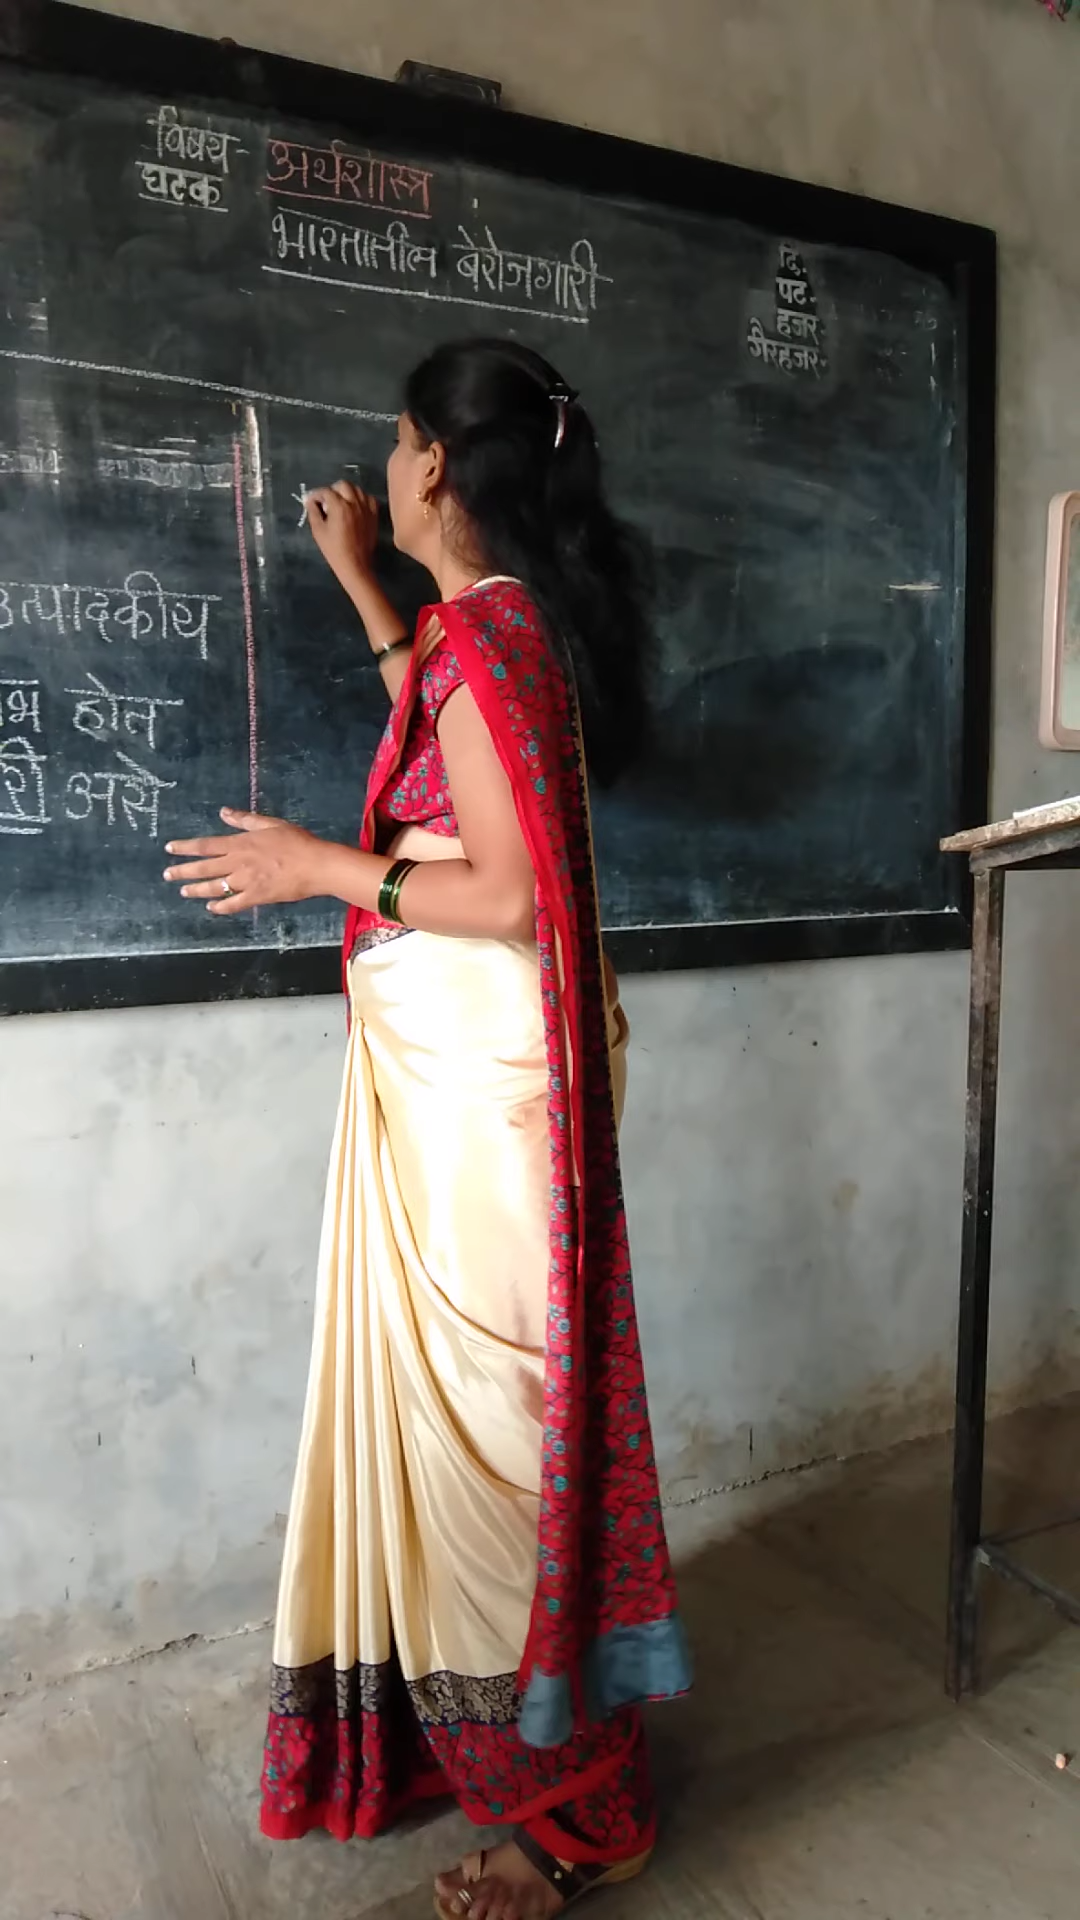 विषय - अर्थशास्त्र
घटक भारतातील बेरोजगारी
दि.
पट -
हजर -
गैरहजर -
उत्पादकीय
होत
असे